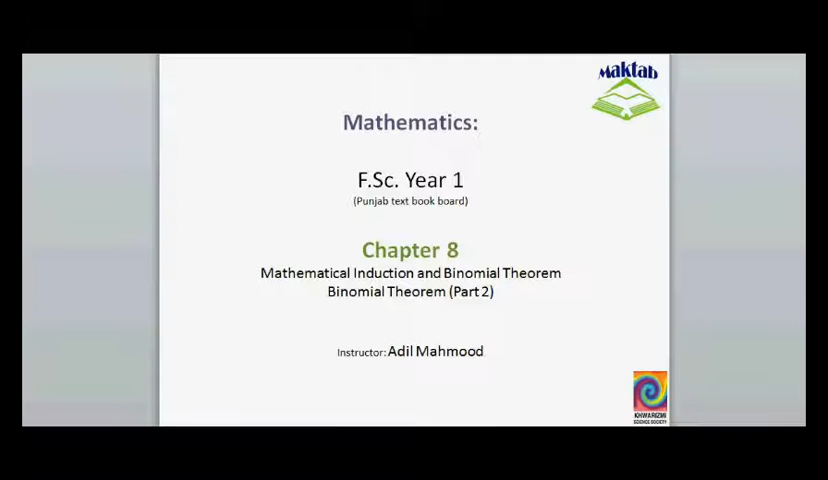 Maktab
Mathematics:
F.Sc. Year 1
(Punjab text book board)
Chapter 8
Mathematical Induction and Binomial Theorem
Binomial Theorem (Part 2)
Instructor: Adil Mahmood
KHWARIZMI
SCIENCE SOCIETY